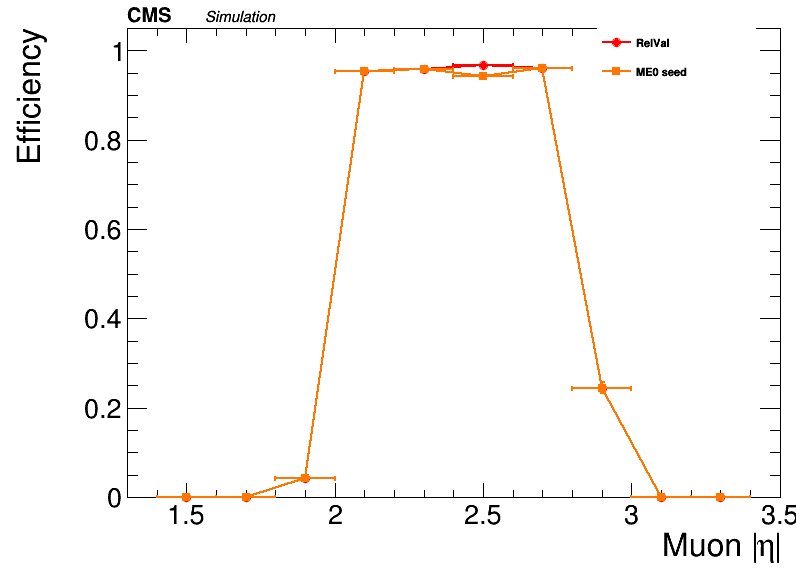 CMS Simulation
RelVal
ME0 seed
Efficiency
1
0.8
0.6
0.4
0.2
0
1.5 2 2.5 3 3.5
Muon |η|